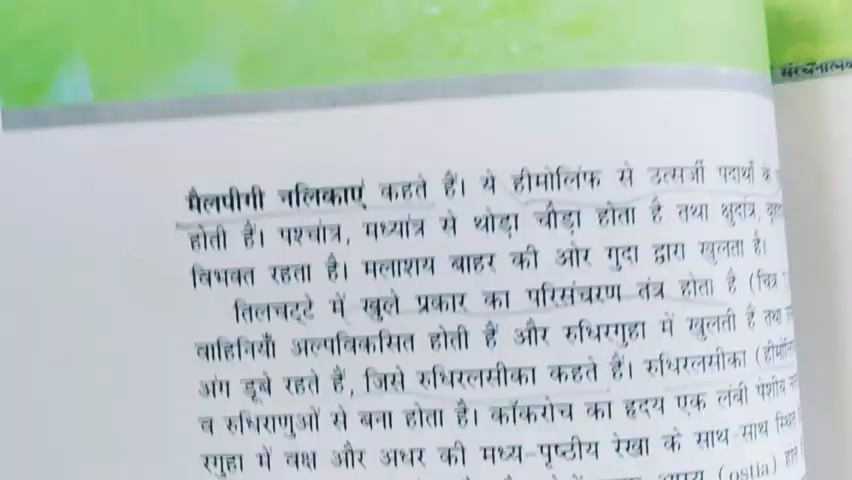 संरचनात्मक
मैलपीगी नलिकाएं कहते हैं। ये हीमोलिंफ से उत्सर्जी पदार्थों के
होती हैं। पश्चांत्र, मध्यांत्र से थोड़ा चौड़ा होता है तथा क्षुदांत्र,
विभक्त रहता है। मलाशय बाहर की ओर गुदा द्वारा खुलता है।
तिलचट्टे में खुले प्रकार का परिसंचरण तंत्र होता है (चित्र
वाहिनियाँ अल्पविकसित होती हैं और रुधिरगुहा में खुलती हैं तथा
अंग डूबे रहते हैं, जिसे रुधिरलसीका कहते हैं। रुधिरलसीका
व रुधिराणुओं से बना होता है। कॉकरोच का हृदय एक लंबी पेशीय
रगुहा में वक्ष और अधर की मध्य-पृष्ठीय रेखा के साथ-साथ स्थित
(ostia) होते